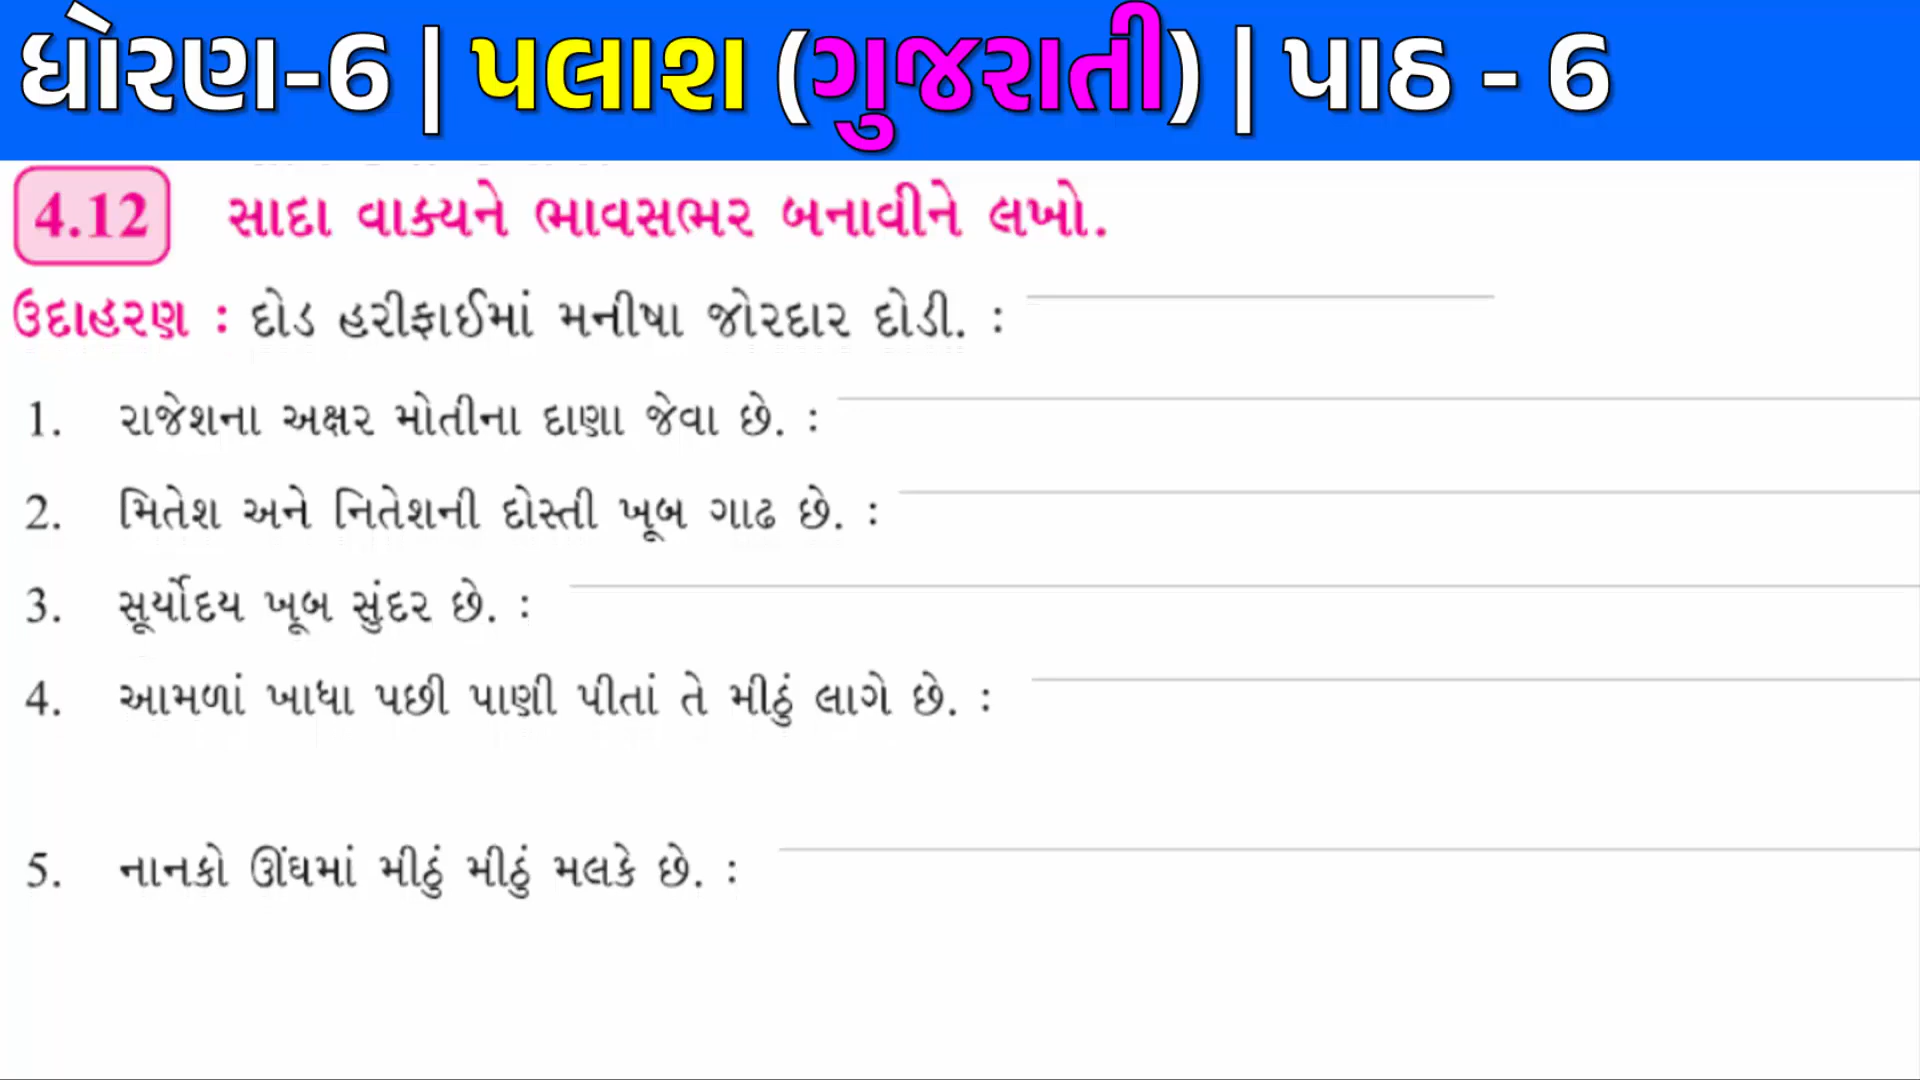 ધોરણ-6 | પલાશ (ગુજરાતી) | પાઠ - 6
4.12 સાદા વાક્યને ભાવસભર બનાવીને લખો.
ઉદાહરણ : દોડ હરીફાઈમાં મનીષા જોરદાર દોડી. :
1. રાજેશના અક્ષર મોતીના દાણા જેવા છે. :
2. મિતેશ અને નિતેશની દોસ્તી ખૂબ ગાઢ છે. :
3. સૂર્યોદય ખૂબ સુંદર છે. :
4. આમળાં ખાધા પછી પાણી પીતાં તે મીઠું લાગે છે. :
5. નાનકો ઊંઘમાં મીઠું મીઠું મલકે છે. :